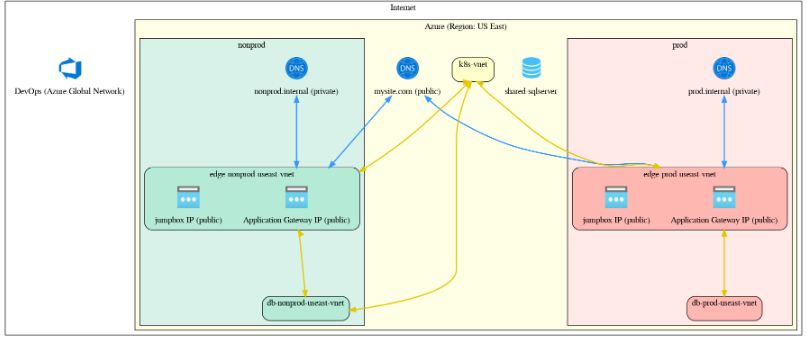 Internet
Azure (Region: US East)
nonprod
prod
k8s-vnet
DevOps (Azure Global Network)
DNS
nonprod.internal (private)
DNS
mysite.com (public)
shared-sqlserver
DNS
prod.internal (private)
edge-nonprod-useast-vnet
edge-prod-useast-vnet
jumpbox IP (public)
Application Gateway IP (public)
jumpbox IP (public)
Application Gateway IP (public)
db-nonprod-useast-vnet
db-prod-useast-vnet